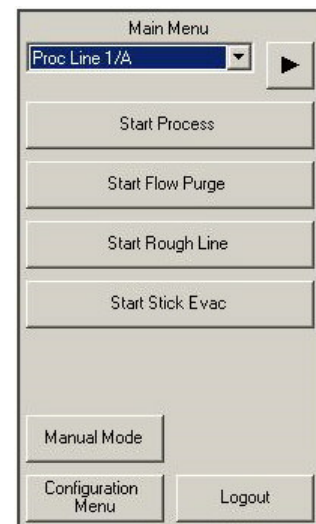 Main Menu
Proc Line 1/A
Start Process
Start Flow Purge
Start Rough Line
Start Stick Evac
Manual Mode
Configuration
Menu
Logout